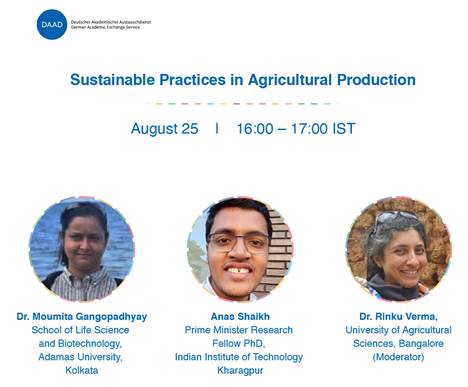 DAAD
Deutscher Akademischer Austauschdienst
German Academic Exchange Service
Sustainable Practices in Agricultural Production
August 25 | 16:00 – 17:00 IST
Dr. Moumita Gangopadhyay
School of Life Science
and Biotechnology,
Adamas University,
Kolkata
Anas Shaikh
Prime Minister Research
Fellow PhD,
Indian Institute of Technology
Kharagpur
Dr. Rinku Verma,
University of Agricultural
Sciences, Bangalore
(Moderator)